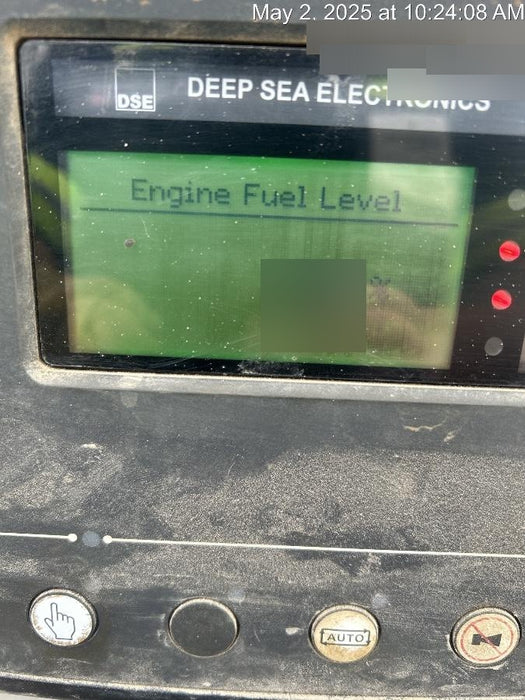 May 2, 2025 at 10:24:08 AM
DSE
DEEP SEA ELECTRONICS
Engine Fuel Level
%
AUTO